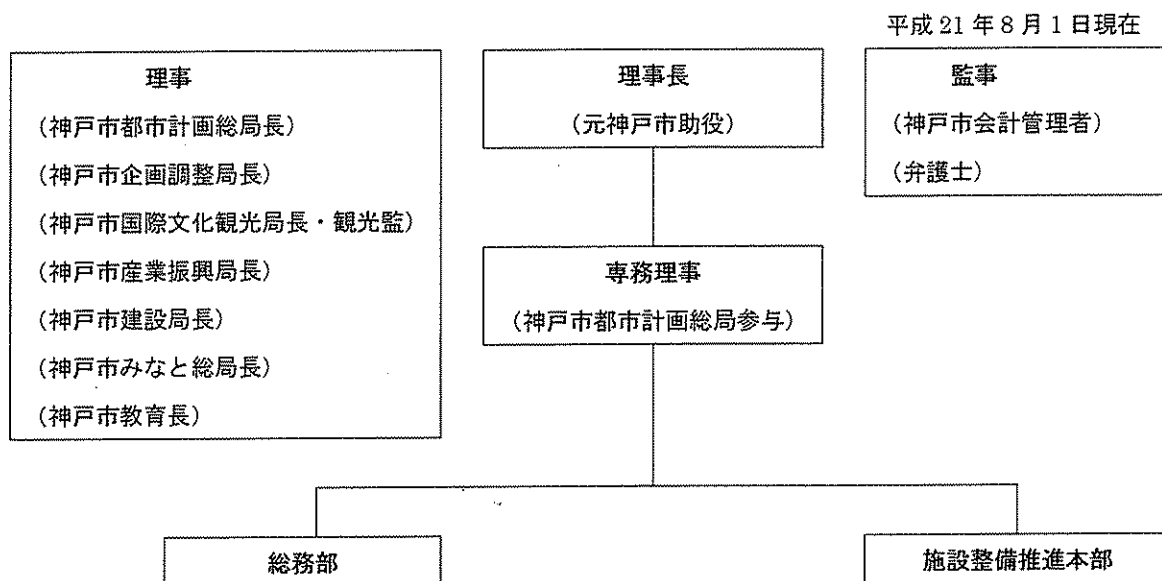 平成21年8月1日現在
理事
(神戸市都市計画総局長)
(神戸市企画調整局長)
(神戸市国際文化観光局長・観光監)
(神戸市産業振興局長)
(神戸市建設局長)
(神戸市みなと総局長)
(神戸市教育長)
理事長
(元神戸市助役)
監事
(神戸市会計管理者)
(弁護士)
専務理事
(神戸市都市計画総局参与)
総務部
施設整備推進本部